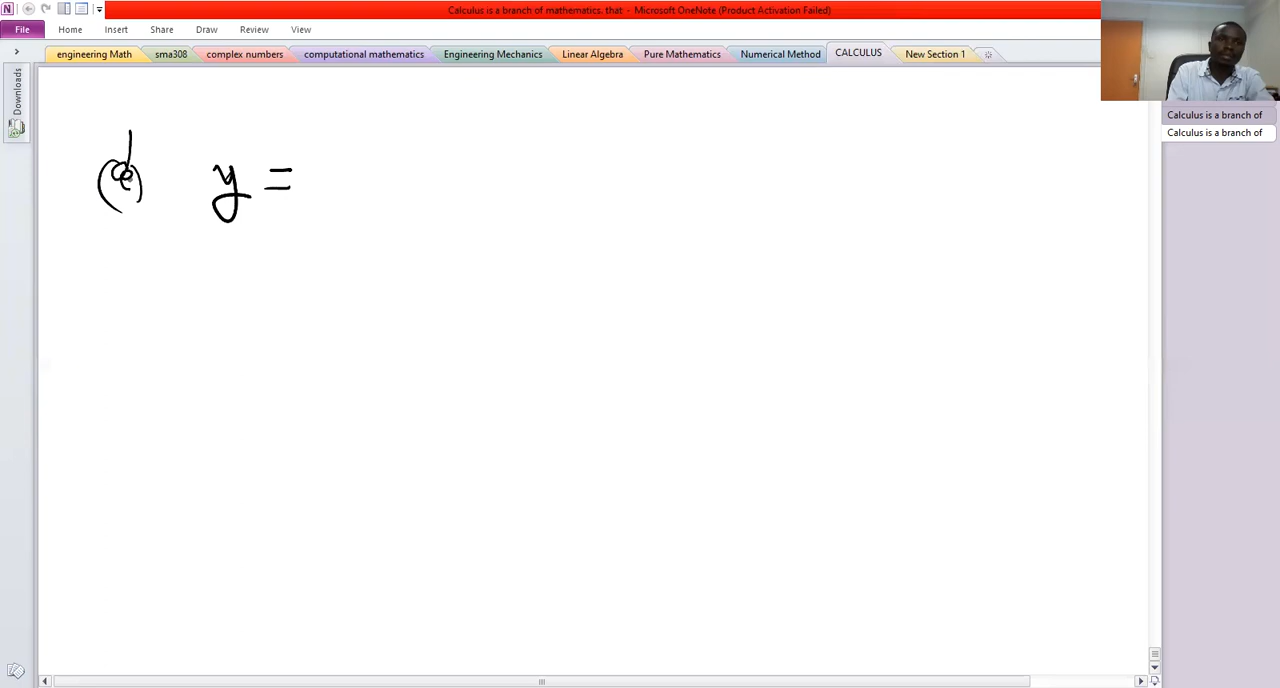 Calculus is a branch of mathematics. that - Microsoft OneNote (Product Activation Failed)
File Home Insert Share Draw Review View
engineering Math sma308 complex numbers computational mathematics Engineering Mechanics Linear Algebra Pure Mathematics Numerical Method CALCULUS New Section 1
Downloads
Calculus is a branch of
Calculus is a branch of
(d) y =